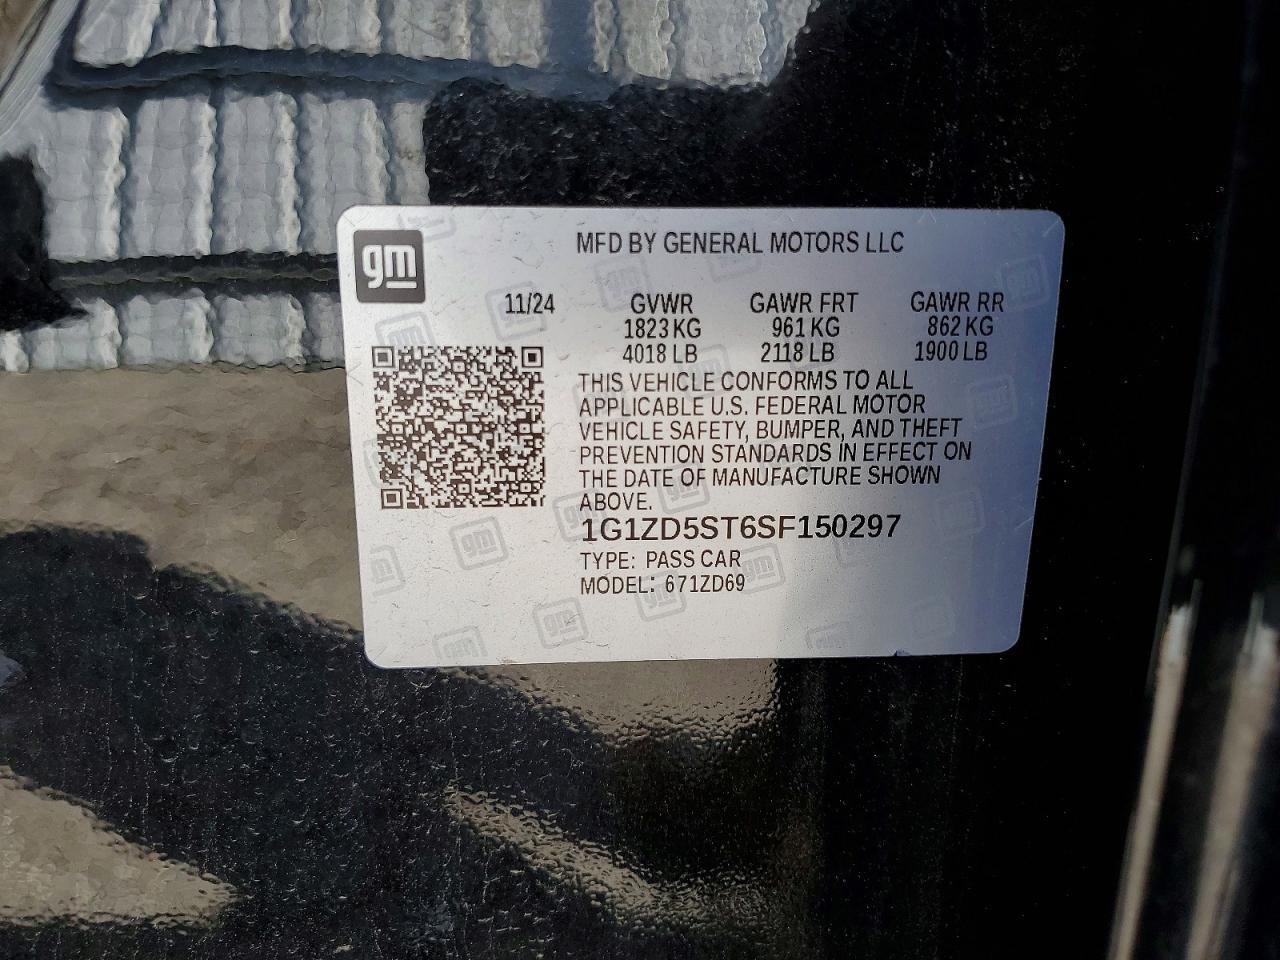 gm
MFD BY GENERAL MOTORS LLC
11/24 GVWR GAWR FRT GAWR RR
1823 KG 961 KG 862 KG
4018 LB 2118 LB 1900 LB
THIS VEHICLE CONFORMS TO ALL
APPLICABLE U.S. FEDERAL MOTOR
VEHICLE SAFETY, BUMPER, AND THEFT
PREVENTION STANDARDS IN EFFECT ON
THE DATE OF MANUFACTURE SHOWN
ABOVE.
1G1ZD5ST6SF150297
TYPE: PASS CAR
MODEL: 671ZD69